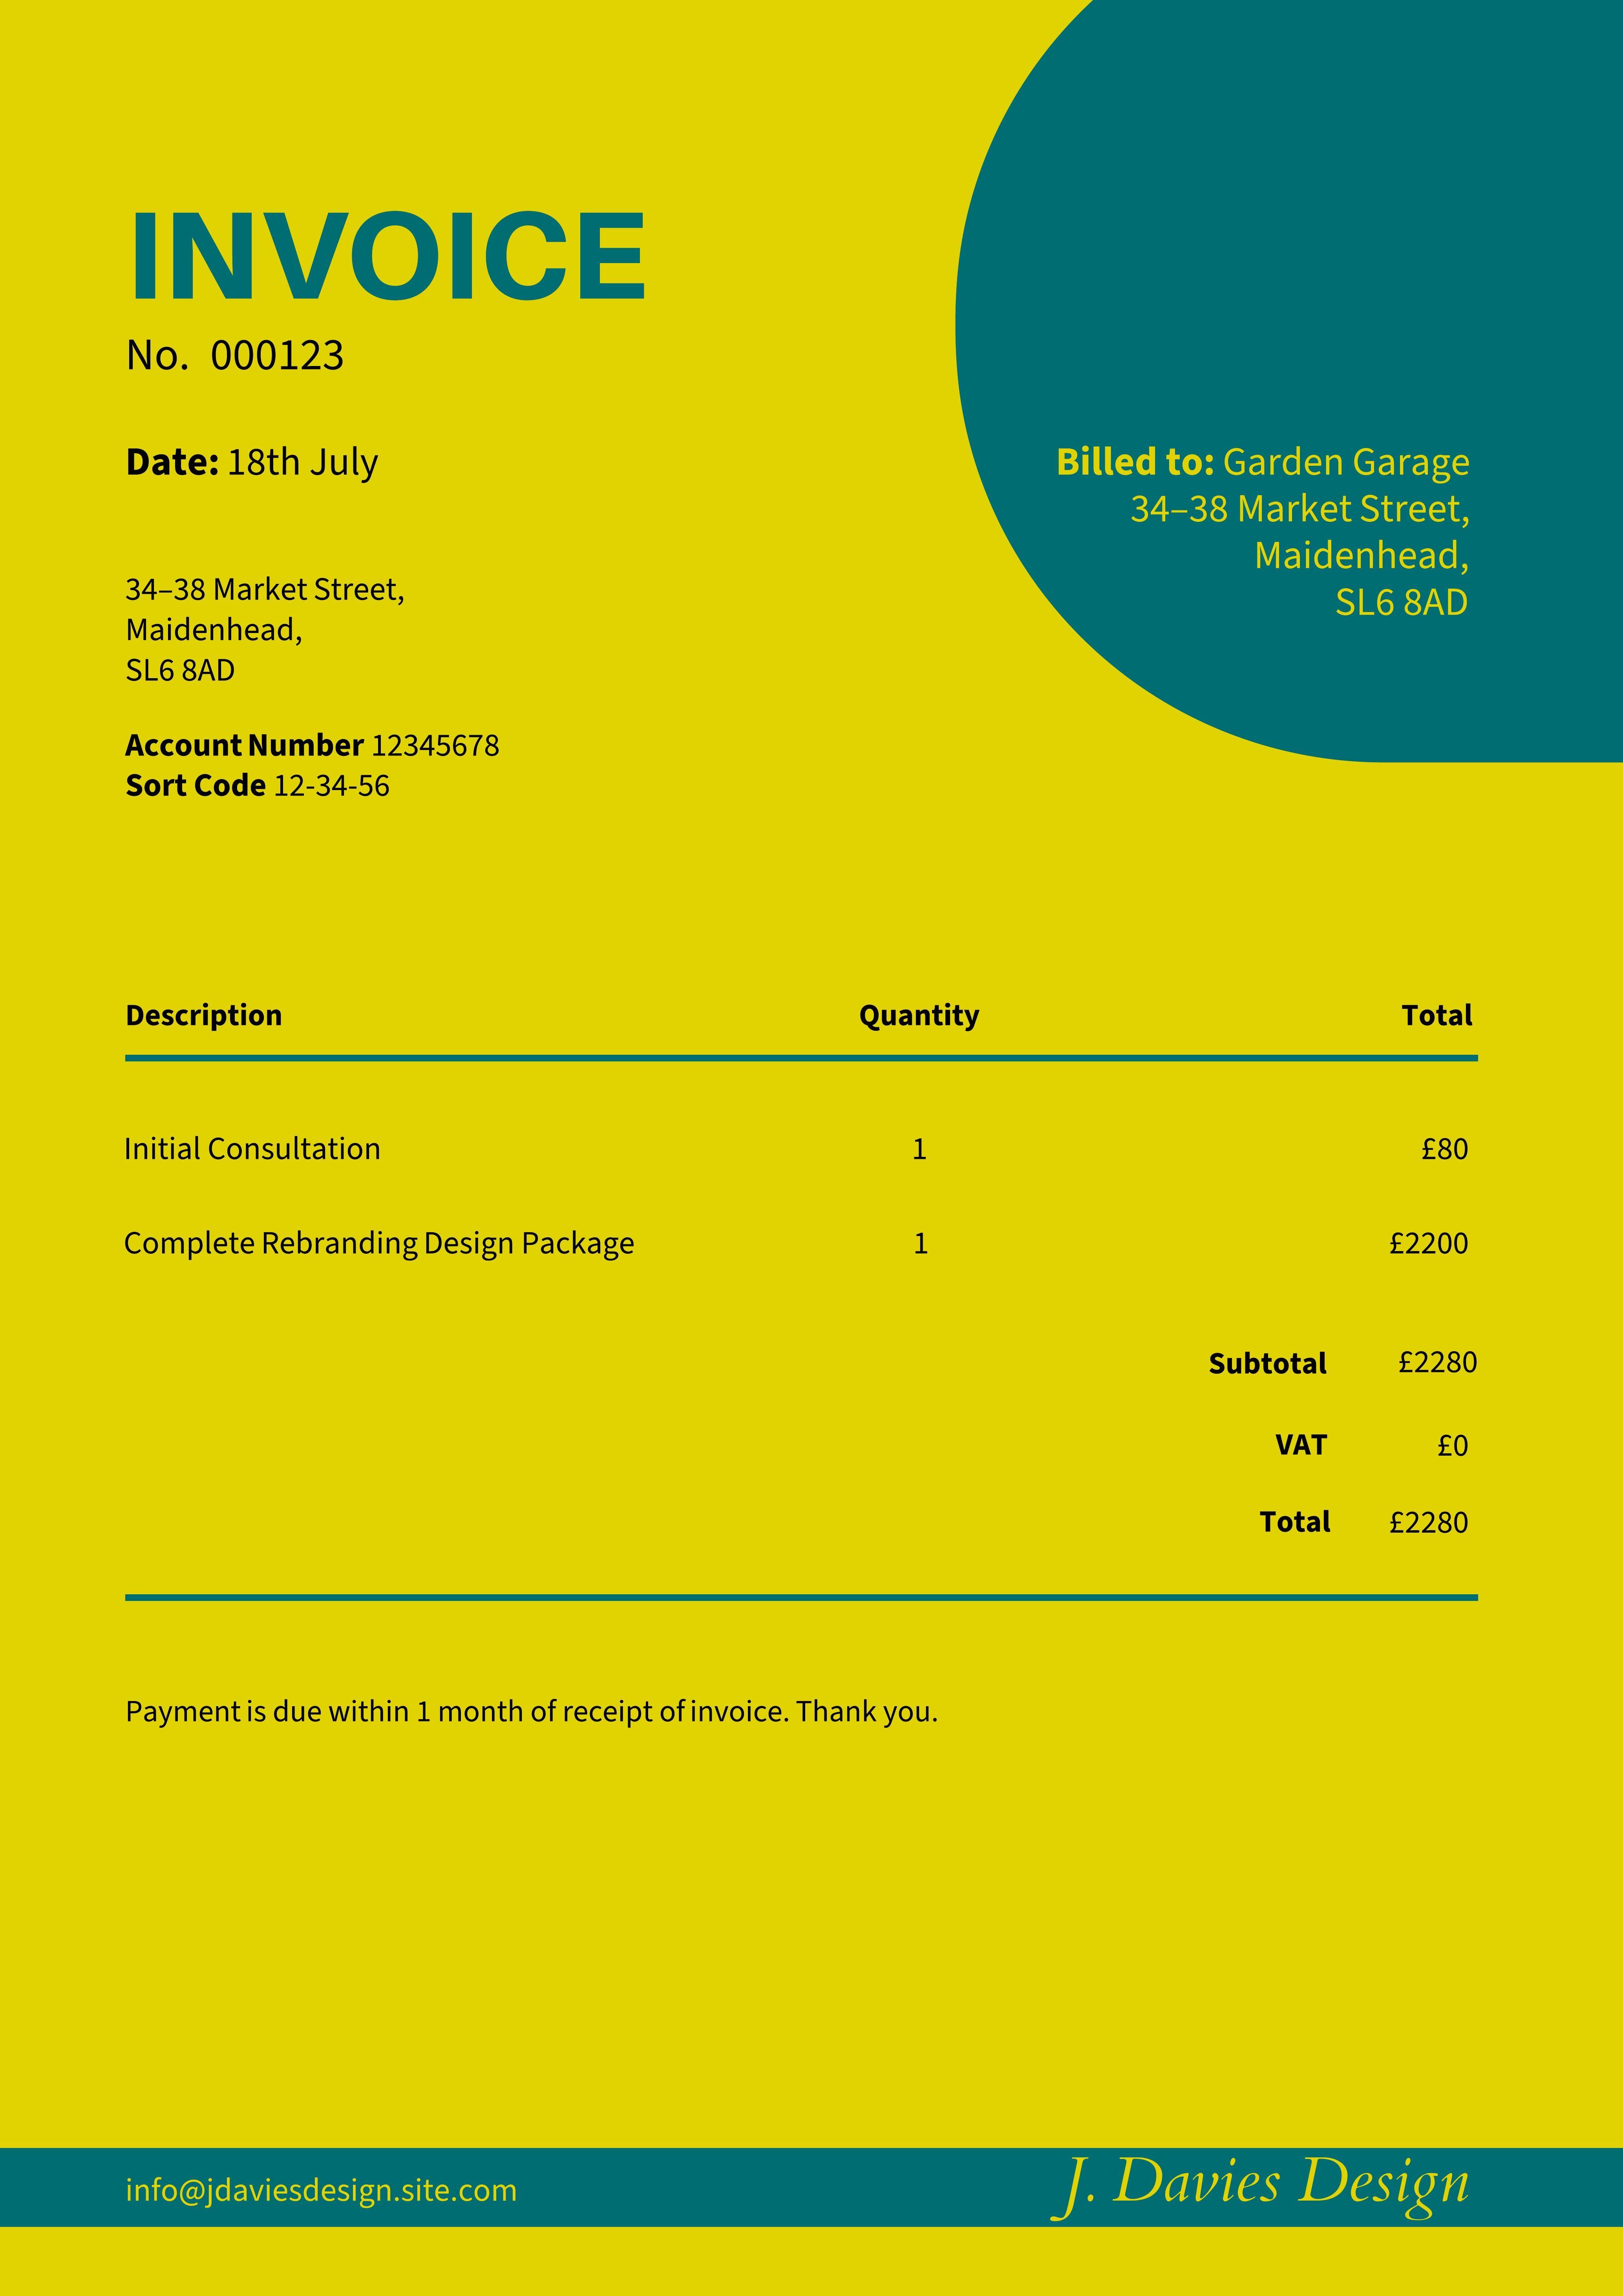 INVOICE
No. 000123
Date: 18th July
Billed to: Garden Garage
34–38 Market Street,
Maidenhead,
SL6 8AD
34–38 Market Street,
Maidenhead,
SL6 8AD
Account Number 12345678
Sort Code 12-34-56
Description Quantity Total
Initial Consultation 1 £80
Complete Rebranding Design Package 1 £2200
Subtotal £2280
VAT £0
Total £2280
Payment is due within 1 month of receipt of invoice. Thank you.
info@jdaviesdesign.site.com
J. Davies Design